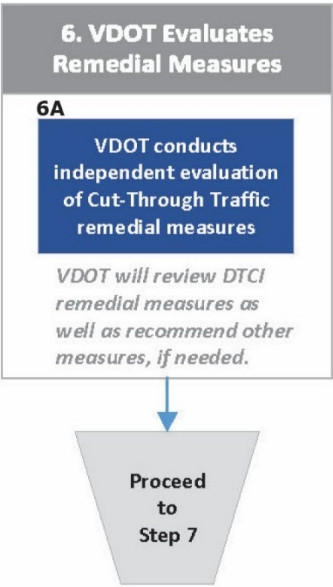 6. VDOT Evaluates
Remedial Measures
6A
VDOT conducts
independent evaluation
of Cut-Through Traffic
remedial measures
VDOT will review DTCI
remedial measures as
well as recommend other
measures, if needed.
Proceed
to
Step 7